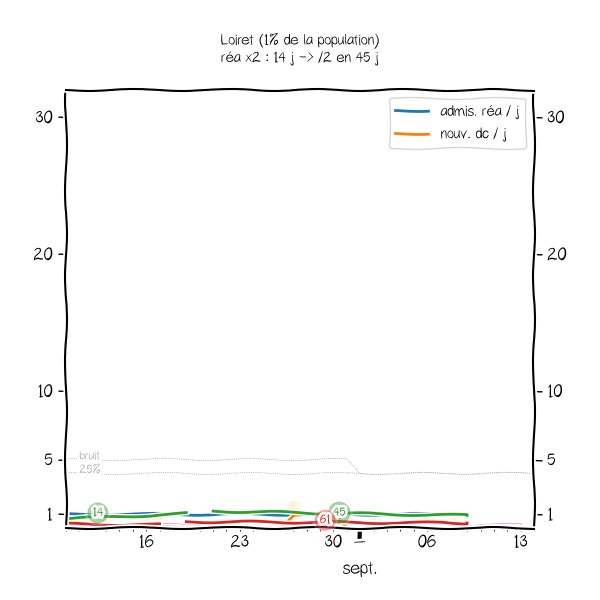 Loiret (1% de la population)
réa x2 : 14 j -> /2 en 45 j
admis. réa / j
nouv. dc / j
30 30
20 20
10 10
5 5
bruit
25%
1 1
14 61 45
16 23 30 1 06 13
sept.